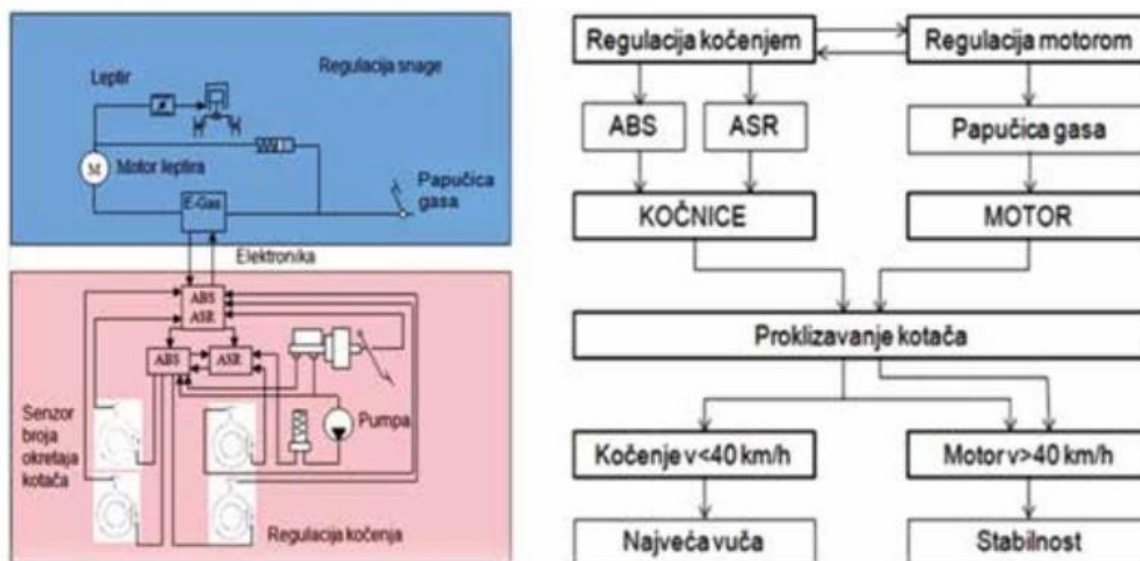 Regulacija snage
Leptir
M
Motor leptira
E-Gas
Papučica
gasa
Elektronika
ABS
ASR
ABS
ASR
Senzor
broja
okretaja
kotača
Pumpa
Regulacija kočenja
Regulacija kočenjem
Regulacija motorom
ABS
ASR
Papučica gasa
KOČNICE
MOTOR
Proklizavanje kotača
Kočenje v<40 km/h
Motor v>40 km/h
Najveća vuča
Stabilnost